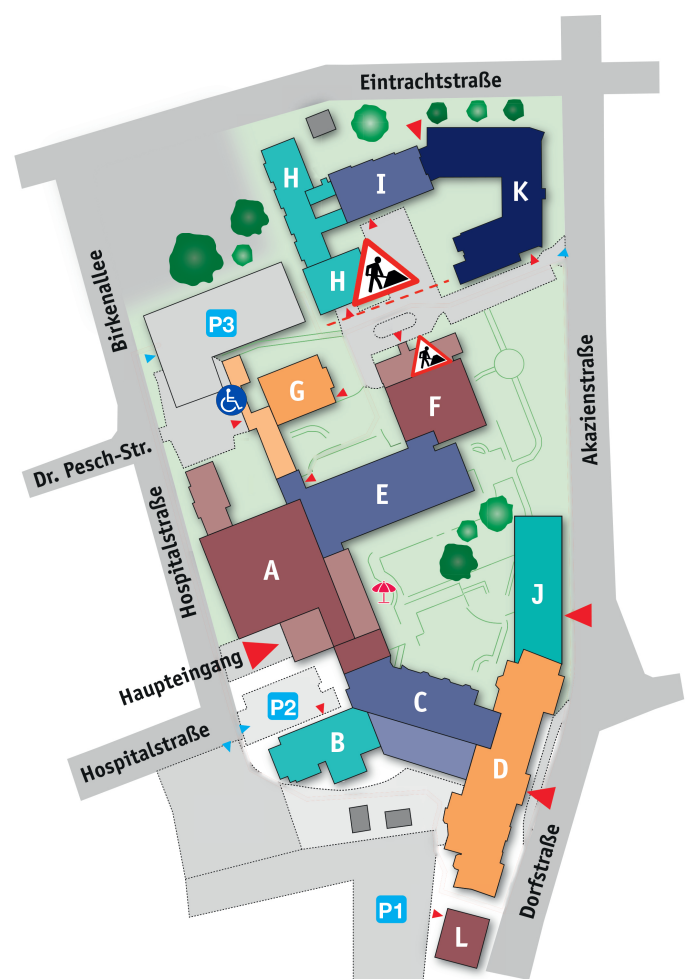 Eintrachtstraße
H
I
K
Birkenallee
H
P3
Akazienstraße
G
F
Dr. Pesch-Str.
E
Hospitalstraße
A
J
Haupteingang
P2
C
Hospitalstraße
B
D
Dorfstraße
P1
L